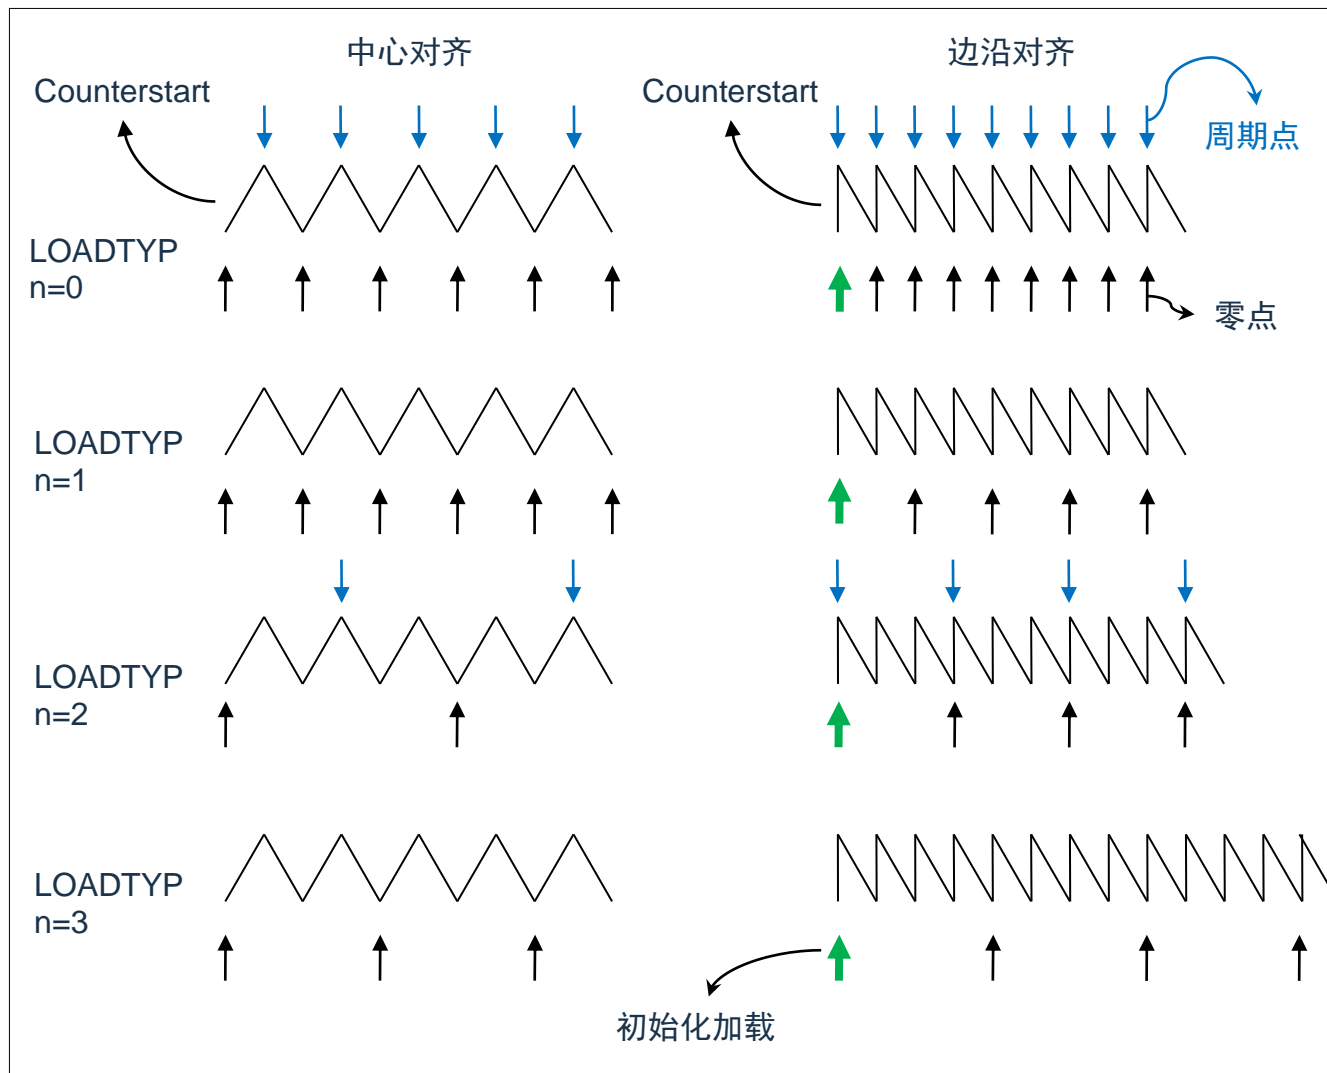 中心对齐
边沿对齐
Counterstart
Counterstart
周期点
LOADTYP
n=0
零点
LOADTYP
n=1
LOADTYP
n=2
LOADTYP
n=3
初始化加载